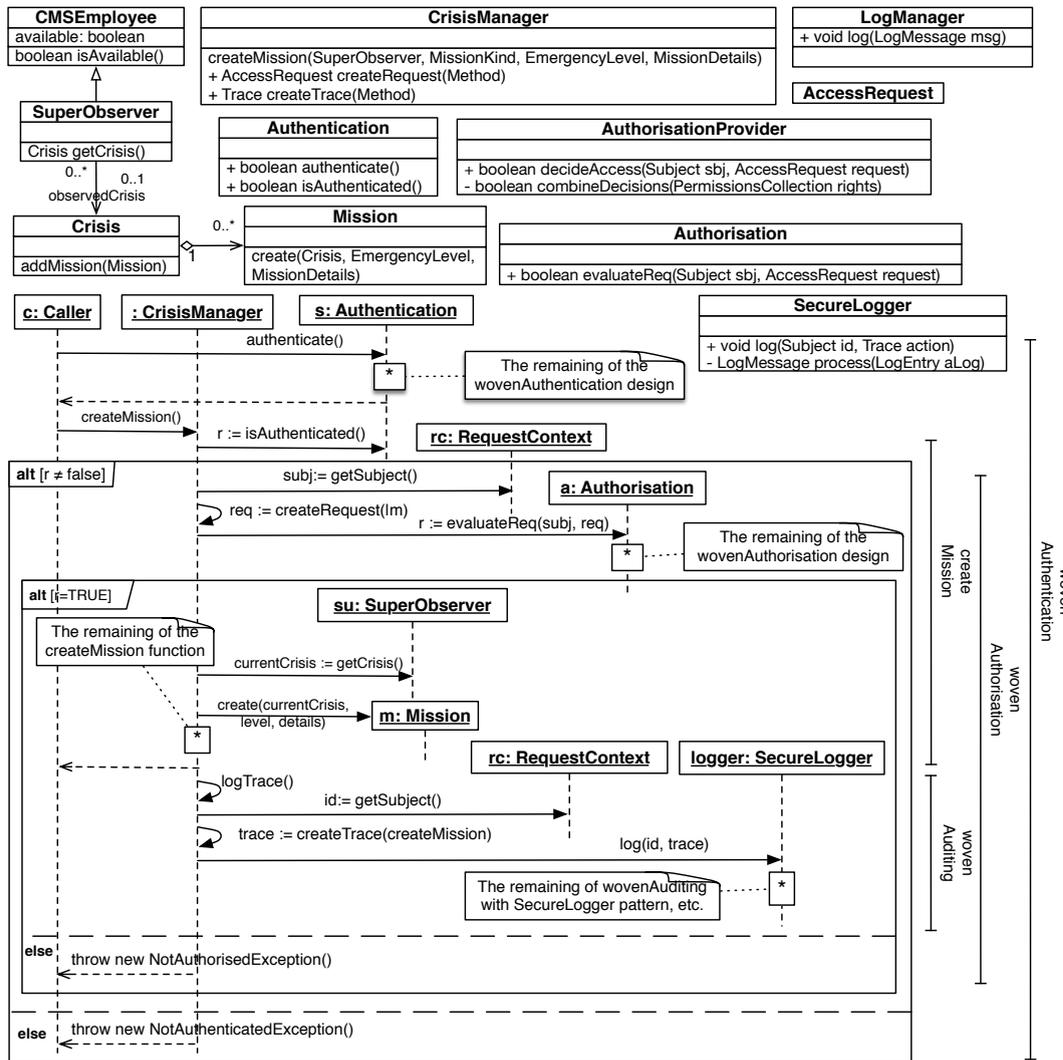 CMSEmployee
available: boolean
boolean isAvailable()
CrisisManager
createMission(SuperObserver, MissionKind, EmergencyLevel, MissionDetails)
+ AccessRequest createRequest(Method)
+ Trace createTrace(Method)
LogManager
+ void log(LogMessage msg)
AccessRequest
SuperObserver
Crisis getCrisis()
0..*
0..1
observedCrisis
Authentication
+ boolean authenticate()
+ boolean isAuthenticated()
AuthorisationProvider
+ boolean decideAccess(Subject sbj, AccessRequest request)
- boolean combineDecisions(PermissionsCollection rights)
Crisis
addMission(Mission)
1
0..*
Mission
create(Crisis, EmergencyLevel,
MissionDetails)
Authorisation
+ boolean evaluateReq(Subject sbj, AccessRequest request)
SecureLogger
+ void log(Subject id, Trace action)
- LogMessage process(LogEntry aLog)
c: Caller
: CrisisManager
s: Authentication
authenticate()
*
The remaining of the
wovenAuthentication design
createMission()
r := isAuthenticated()
rc: RequestContext
alt [r ≠ false]
subj:= getSubject()
a: Authorisation
req := createRequest(Im)
r := evaluateReq(subj, req)
*
The remaining of the
wovenAuthorisation design
alt [r=TRUE]
su: SuperObserver
The remaining of the
createMission function
currentCrisis := getCrisis()
create(currentCrisis,
level, details)
m: Mission
*
rc: RequestContext
logger: SecureLogger
logTrace()
id:= getSubject()
trace := createTrace(createMission)
log(id, trace)
*
The remaining of wovenAuditing
with SecureLogger pattern, etc.
else
throw new NotAuthorisedException()
else
throw new NotAuthenticatedException()
create
Mission
woven
Auditing
woven
Authorisation
woven
Authentication